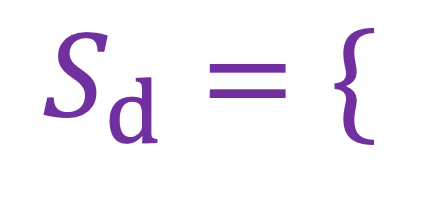 S_d = {